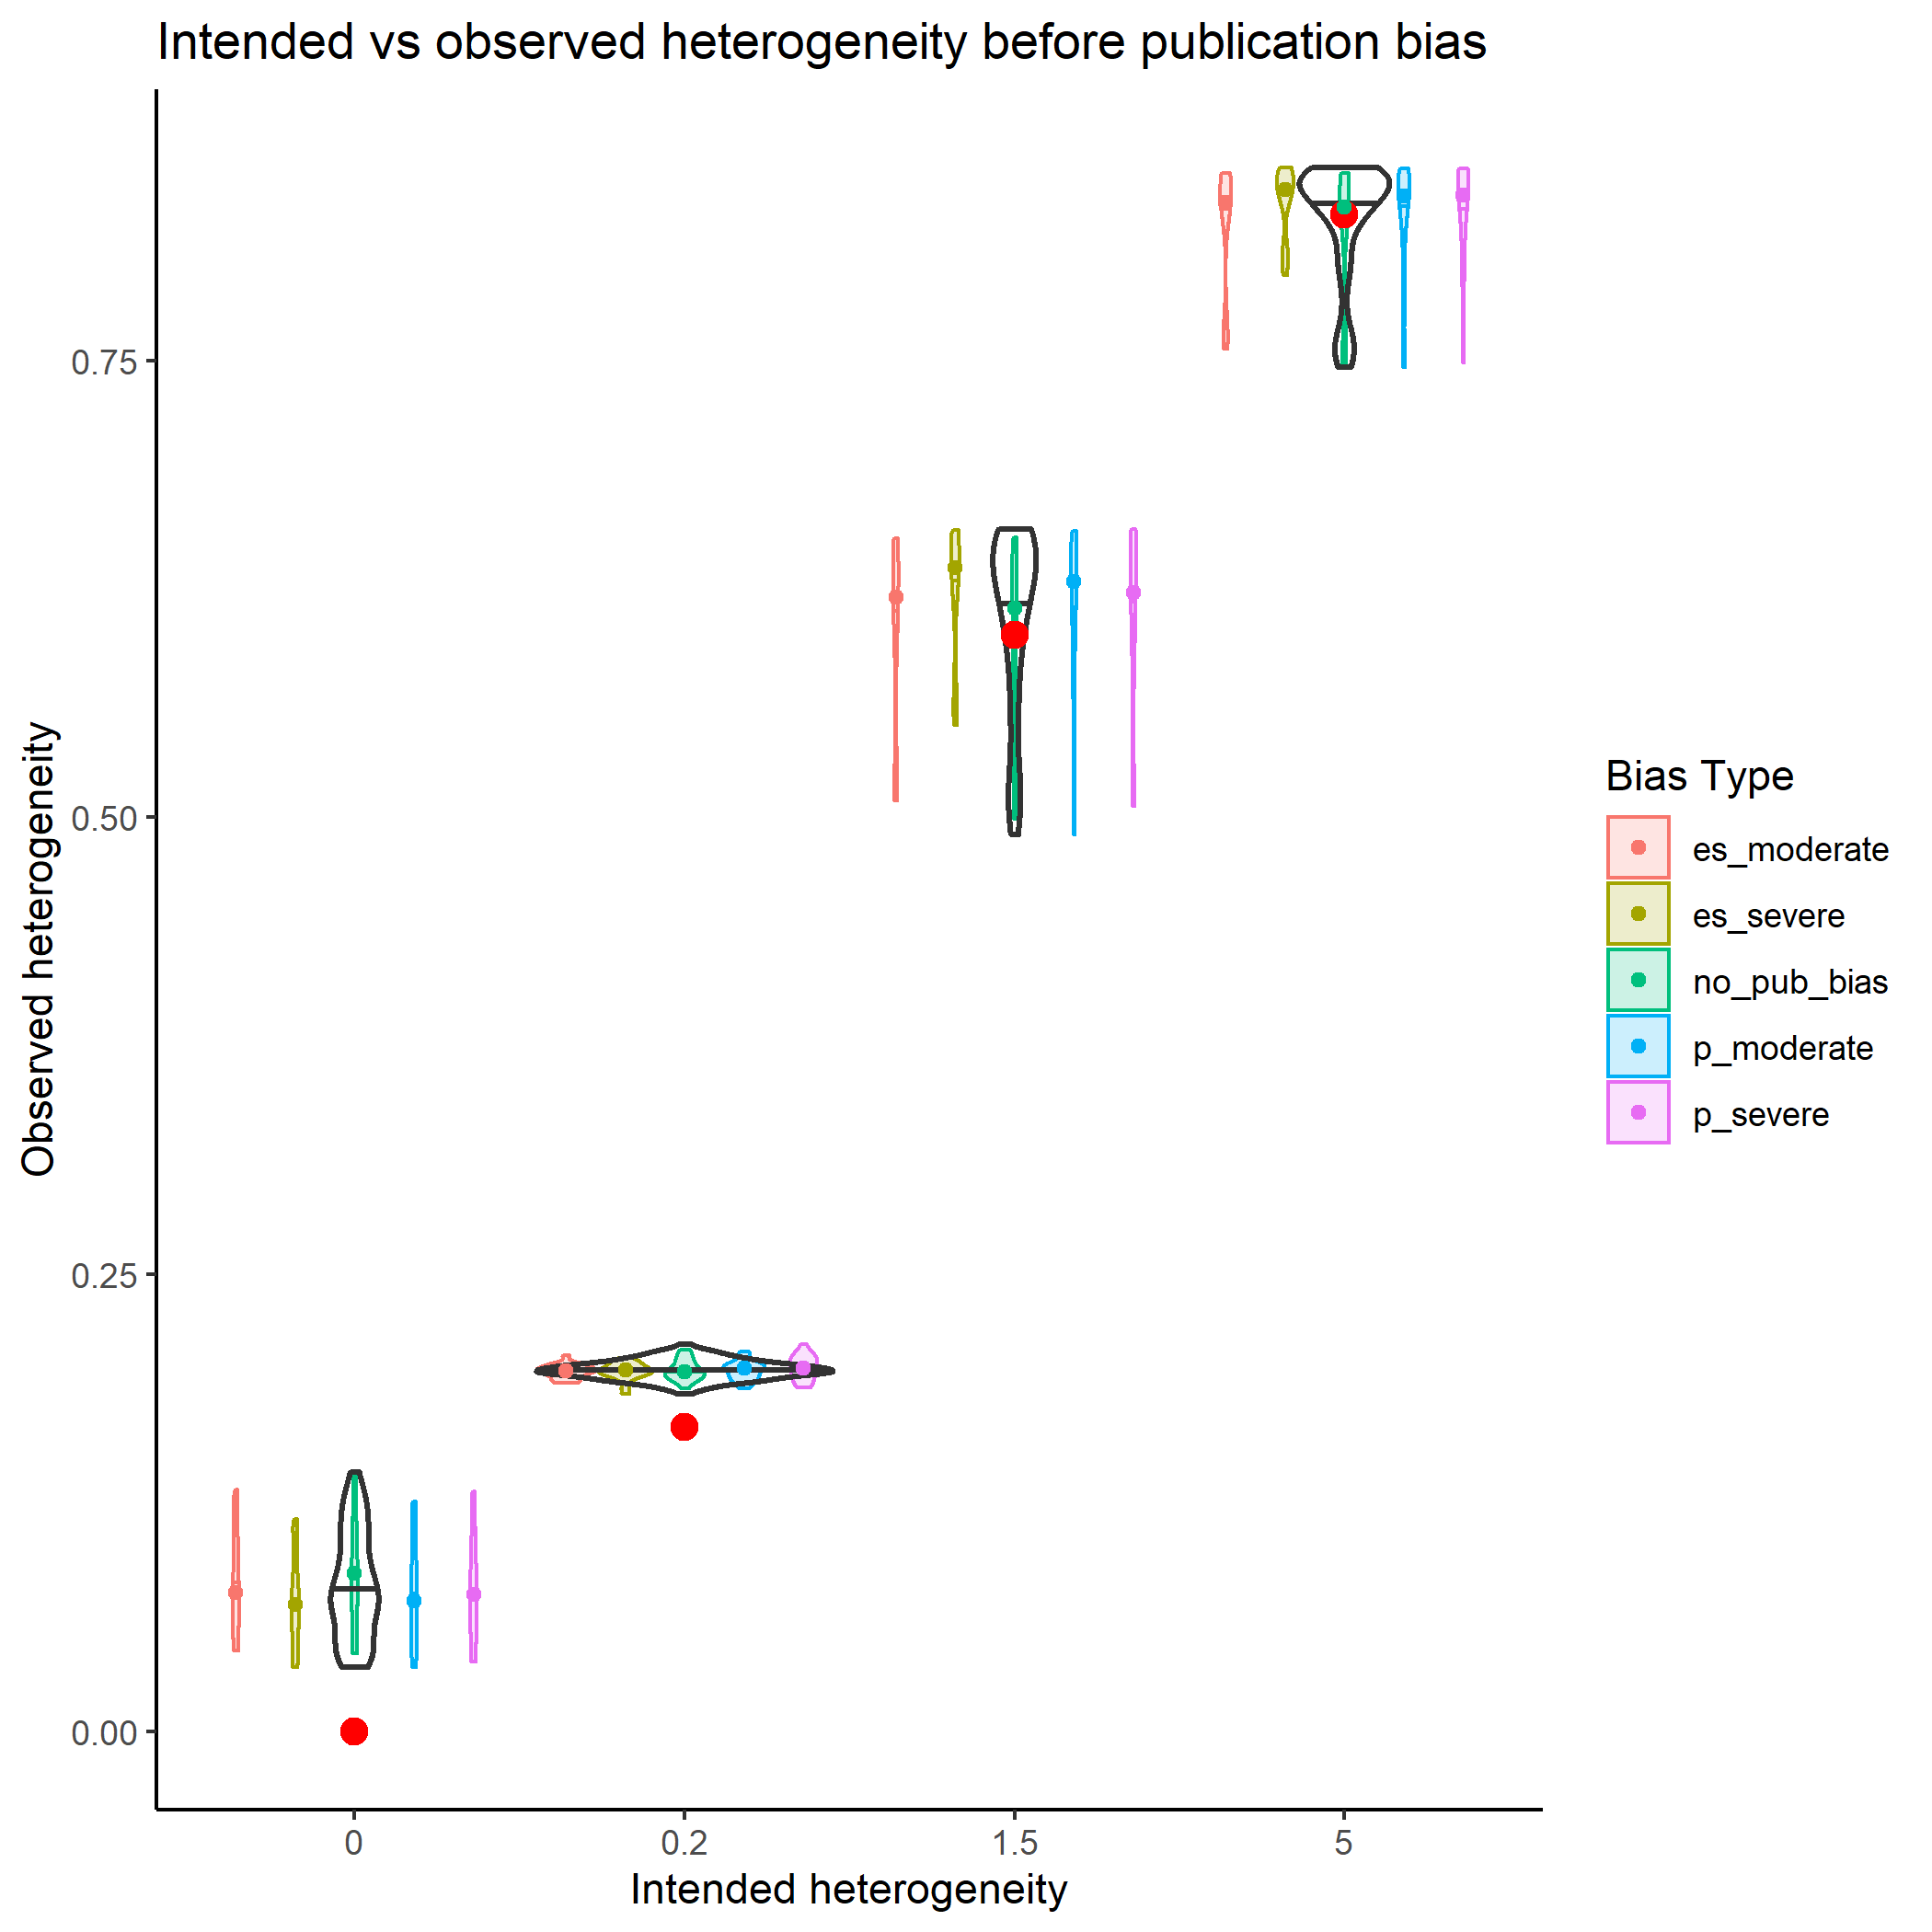 Intended vs observed heterogeneity before publication bias
Observed heterogeneity
0.75
0.50
0.25
0.00
0 0.2 1.5 5
Intended heterogeneity
Bias Type
es_moderate
es_severe
no_pub_bias
p_moderate
p_severe